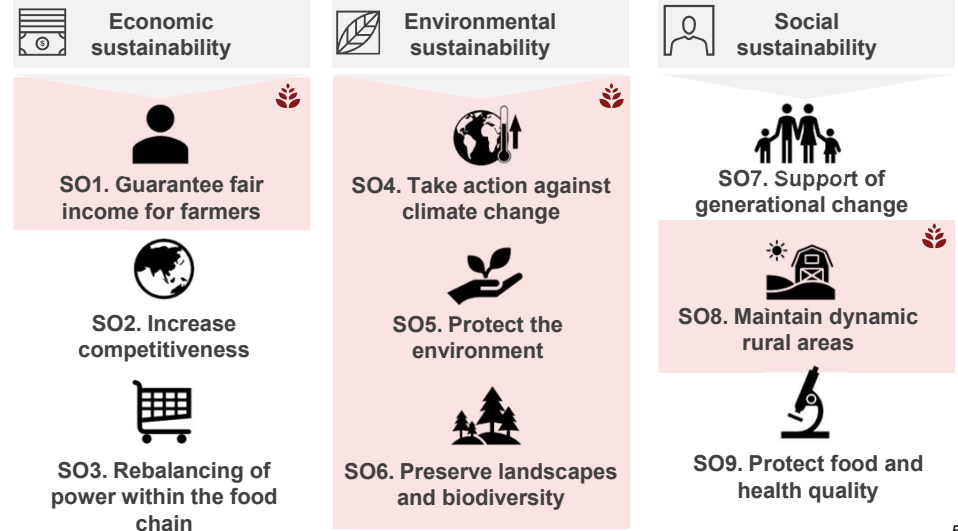 Economic
sustainability
SO1. Guarantee fair
income for farmers
SO2. Increase
competitiveness
SO3. Rebalancing of
power within the food
chain
Environmental
sustainability
SO4. Take action against
climate change
SO5. Protect the
environment
SO6. Preserve landscapes
and biodiversity
Social
sustainability
SO7. Support of
generational change
SO8. Maintain dynamic
rural areas
SO9. Protect food and
health quality
5